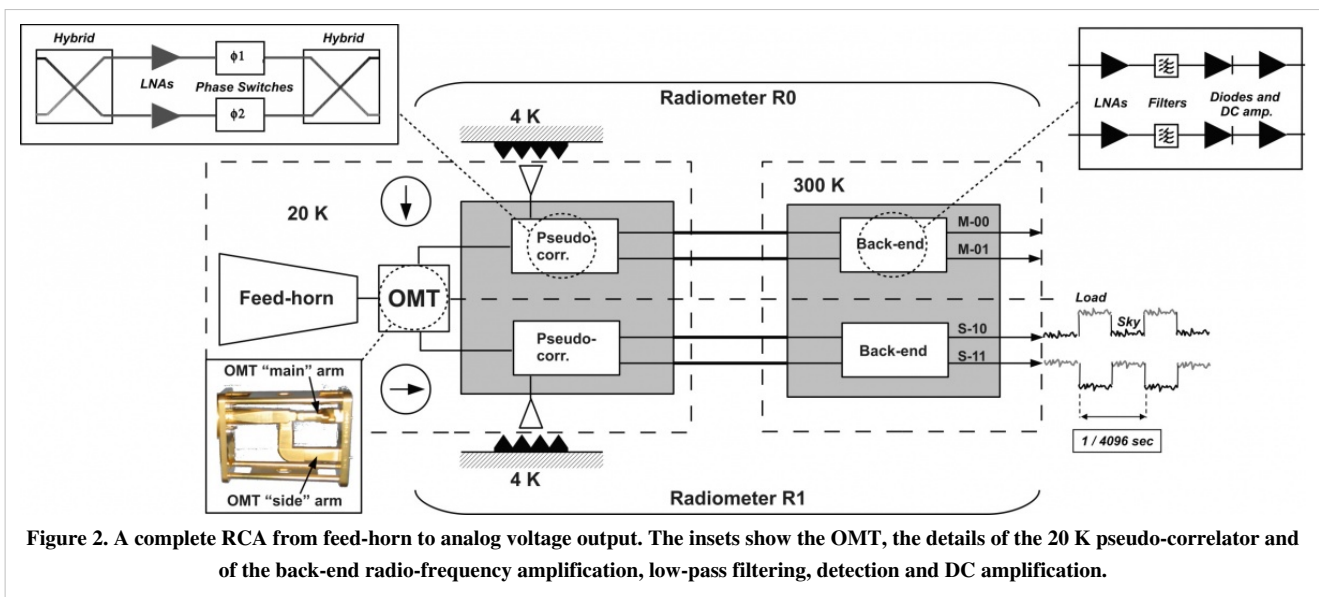 Hybrid
Hybrid
LNAs
Phase Switches
ϕ1
ϕ2
Radiometer R0
4 K
LNAs
Filters
Diodes and
DC amp.
20 K
300 K
Pseudo-
corr.
Back-end
M-00
M-01
Feed-horn
OMT
Load
Sky
Pseudo-
corr.
Back-end
S-10
S-11
OMT “main” arm
OMT “side” arm
1 / 4096 sec
4 K
Radiometer R1
Figure 2. A complete RCA from feed-horn to analog voltage output. The insets show the OMT, the details of the 20 K pseudo-correlator and
of the back-end radio-frequency amplification, low-pass filtering, detection and DC amplification.